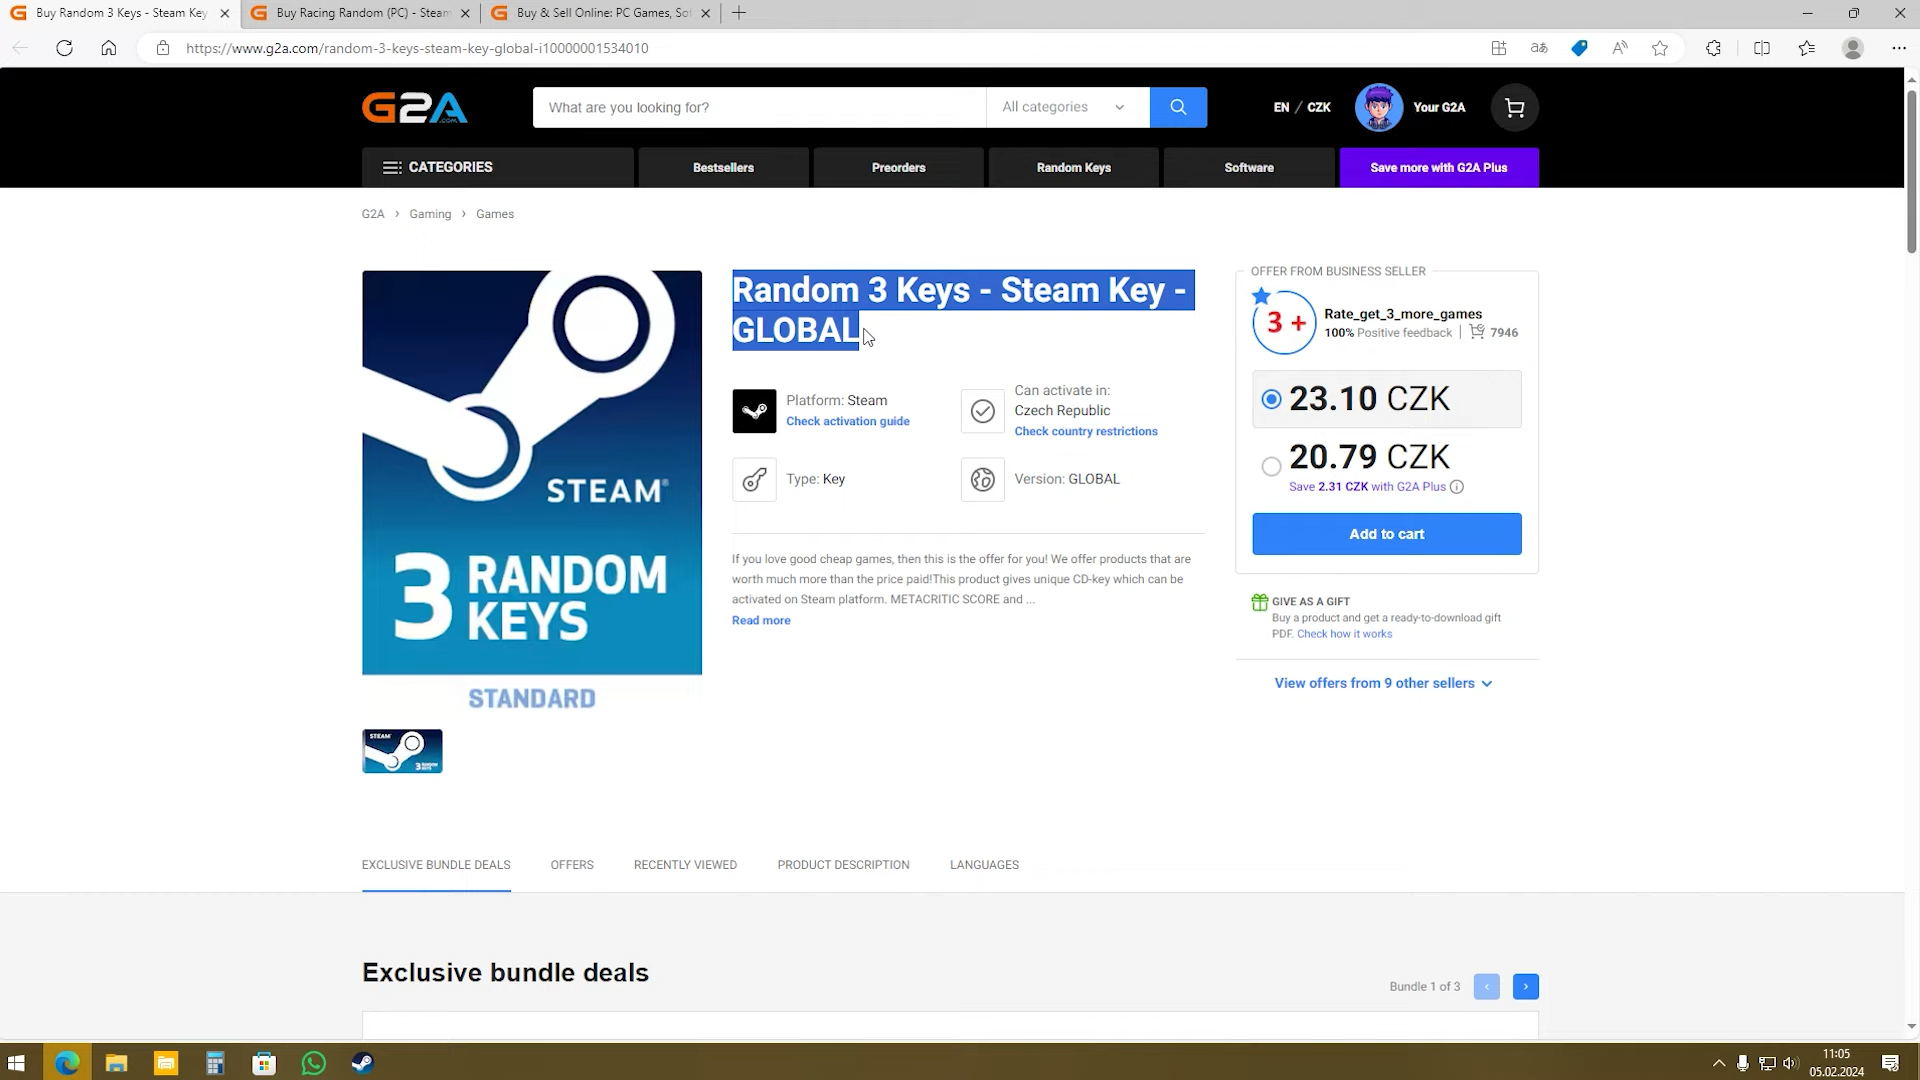 Buy Random 3 Keys - Steam Key
Buy Racing Random (PC) - Steam
Buy & Sell Online: PC Games, Sof
https://www.g2a.com/random-3-keys-steam-key-global-i10000001534010
G2A.COM
What are you looking for?
All categories
EN / CZK
Your G2A
CATEGORIES
Bestsellers
Preorders
Random Keys
Software
Save more with G2A Plus
G2A > Gaming > Games
STEAM®
3 RANDOM
KEYS
STANDARD
STEAM
3 RANDOM
KEYS
Random 3 Keys - Steam Key -
GLOBAL
Platform: Steam
Check activation guide
Can activate in:
Czech Republic
Check country restrictions
Type: Key
Version: GLOBAL
If you love good cheap games, then this is the offer for you! We offer products that are
worth much more than the price paid!This product gives unique CD-key which can be
activated on Steam platform. METACRITIC SCORE and ...
Read more
OFFER FROM BUSINESS SELLER
3 +
Rate_get_3_more_games
100% Positive feedback | 7946
23.10 CZK
20.79 CZK
Save 2.31 CZK with G2A Plus
Add to cart
GIVE AS A GIFT
Buy a product and get a ready-to-download gift
PDF. Check how it works
View offers from 9 other sellers
EXCLUSIVE BUNDLE DEALS
OFFERS
RECENTLY VIEWED
PRODUCT DESCRIPTION
LANGUAGES
Exclusive bundle deals
Bundle 1 of 3
11:05
05.02.2024